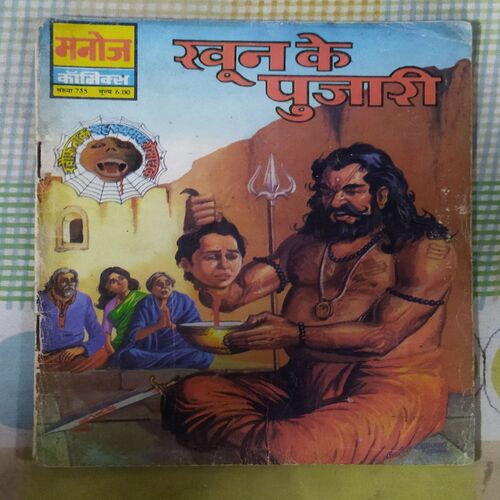 मनोज
कॉमिक्स
संख्या 755 मूल्य 6.00
खून के
पुजारी